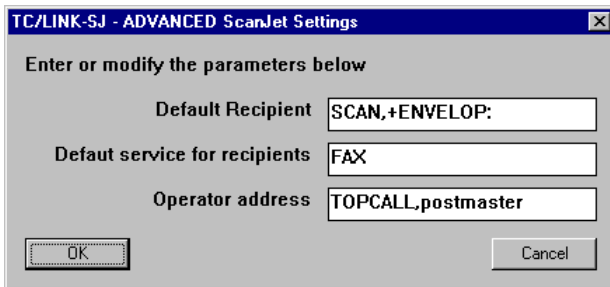 TC/LINK-SJ - ADVANCED ScanJet Settings
Enter or modify the parameters below
Default Recipient SCAN,+ENVELOP:
Defaut service for recipients FAX
Operator address TOPCALL,postmaster
OK Cancel